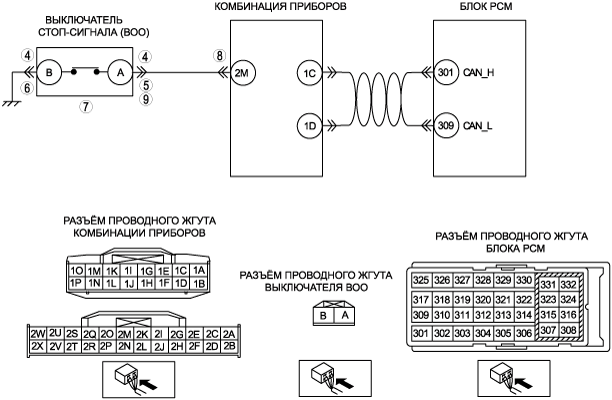 ВЫКЛЮЧАТЕЛЬ
СТОП-СИГНАЛА (BOO)
КОМБИНАЦИЯ ПРИБОРОВ
БЛОК PCM
4 4 8
B A 2M 1C 301 CAN_H
6 5
7 9
1D 309 CAN_L
РАЗЪЁМ ПРОВОДНОГО ЖГУТА
КОМБИНАЦИИ ПРИБОРОВ
1O 1M 1K 1I 1G 1E 1C 1A
1P 1N 1L 1J 1H 1F 1D 1B
2W 2U 2S 2Q 2O 2M 2K 2I 2G 2E 2C 2A
2X 2V 2T 2R 2P 2N 2L 2J 2H 2F 2D 2B
РАЗЪЁМ ПРОВОДНОГО ЖГУТА
ВЫКЛЮЧАТЕЛЯ BOO
B A
РАЗЪЁМ ПРОВОДНОГО ЖГУТА
БЛОКА PCM
325 326 327 328 329 330 331 332
317 318 319 320 321 322 323 324
309 310 311 312 313 314 315 316
301 302 303 304 305 306 307 308